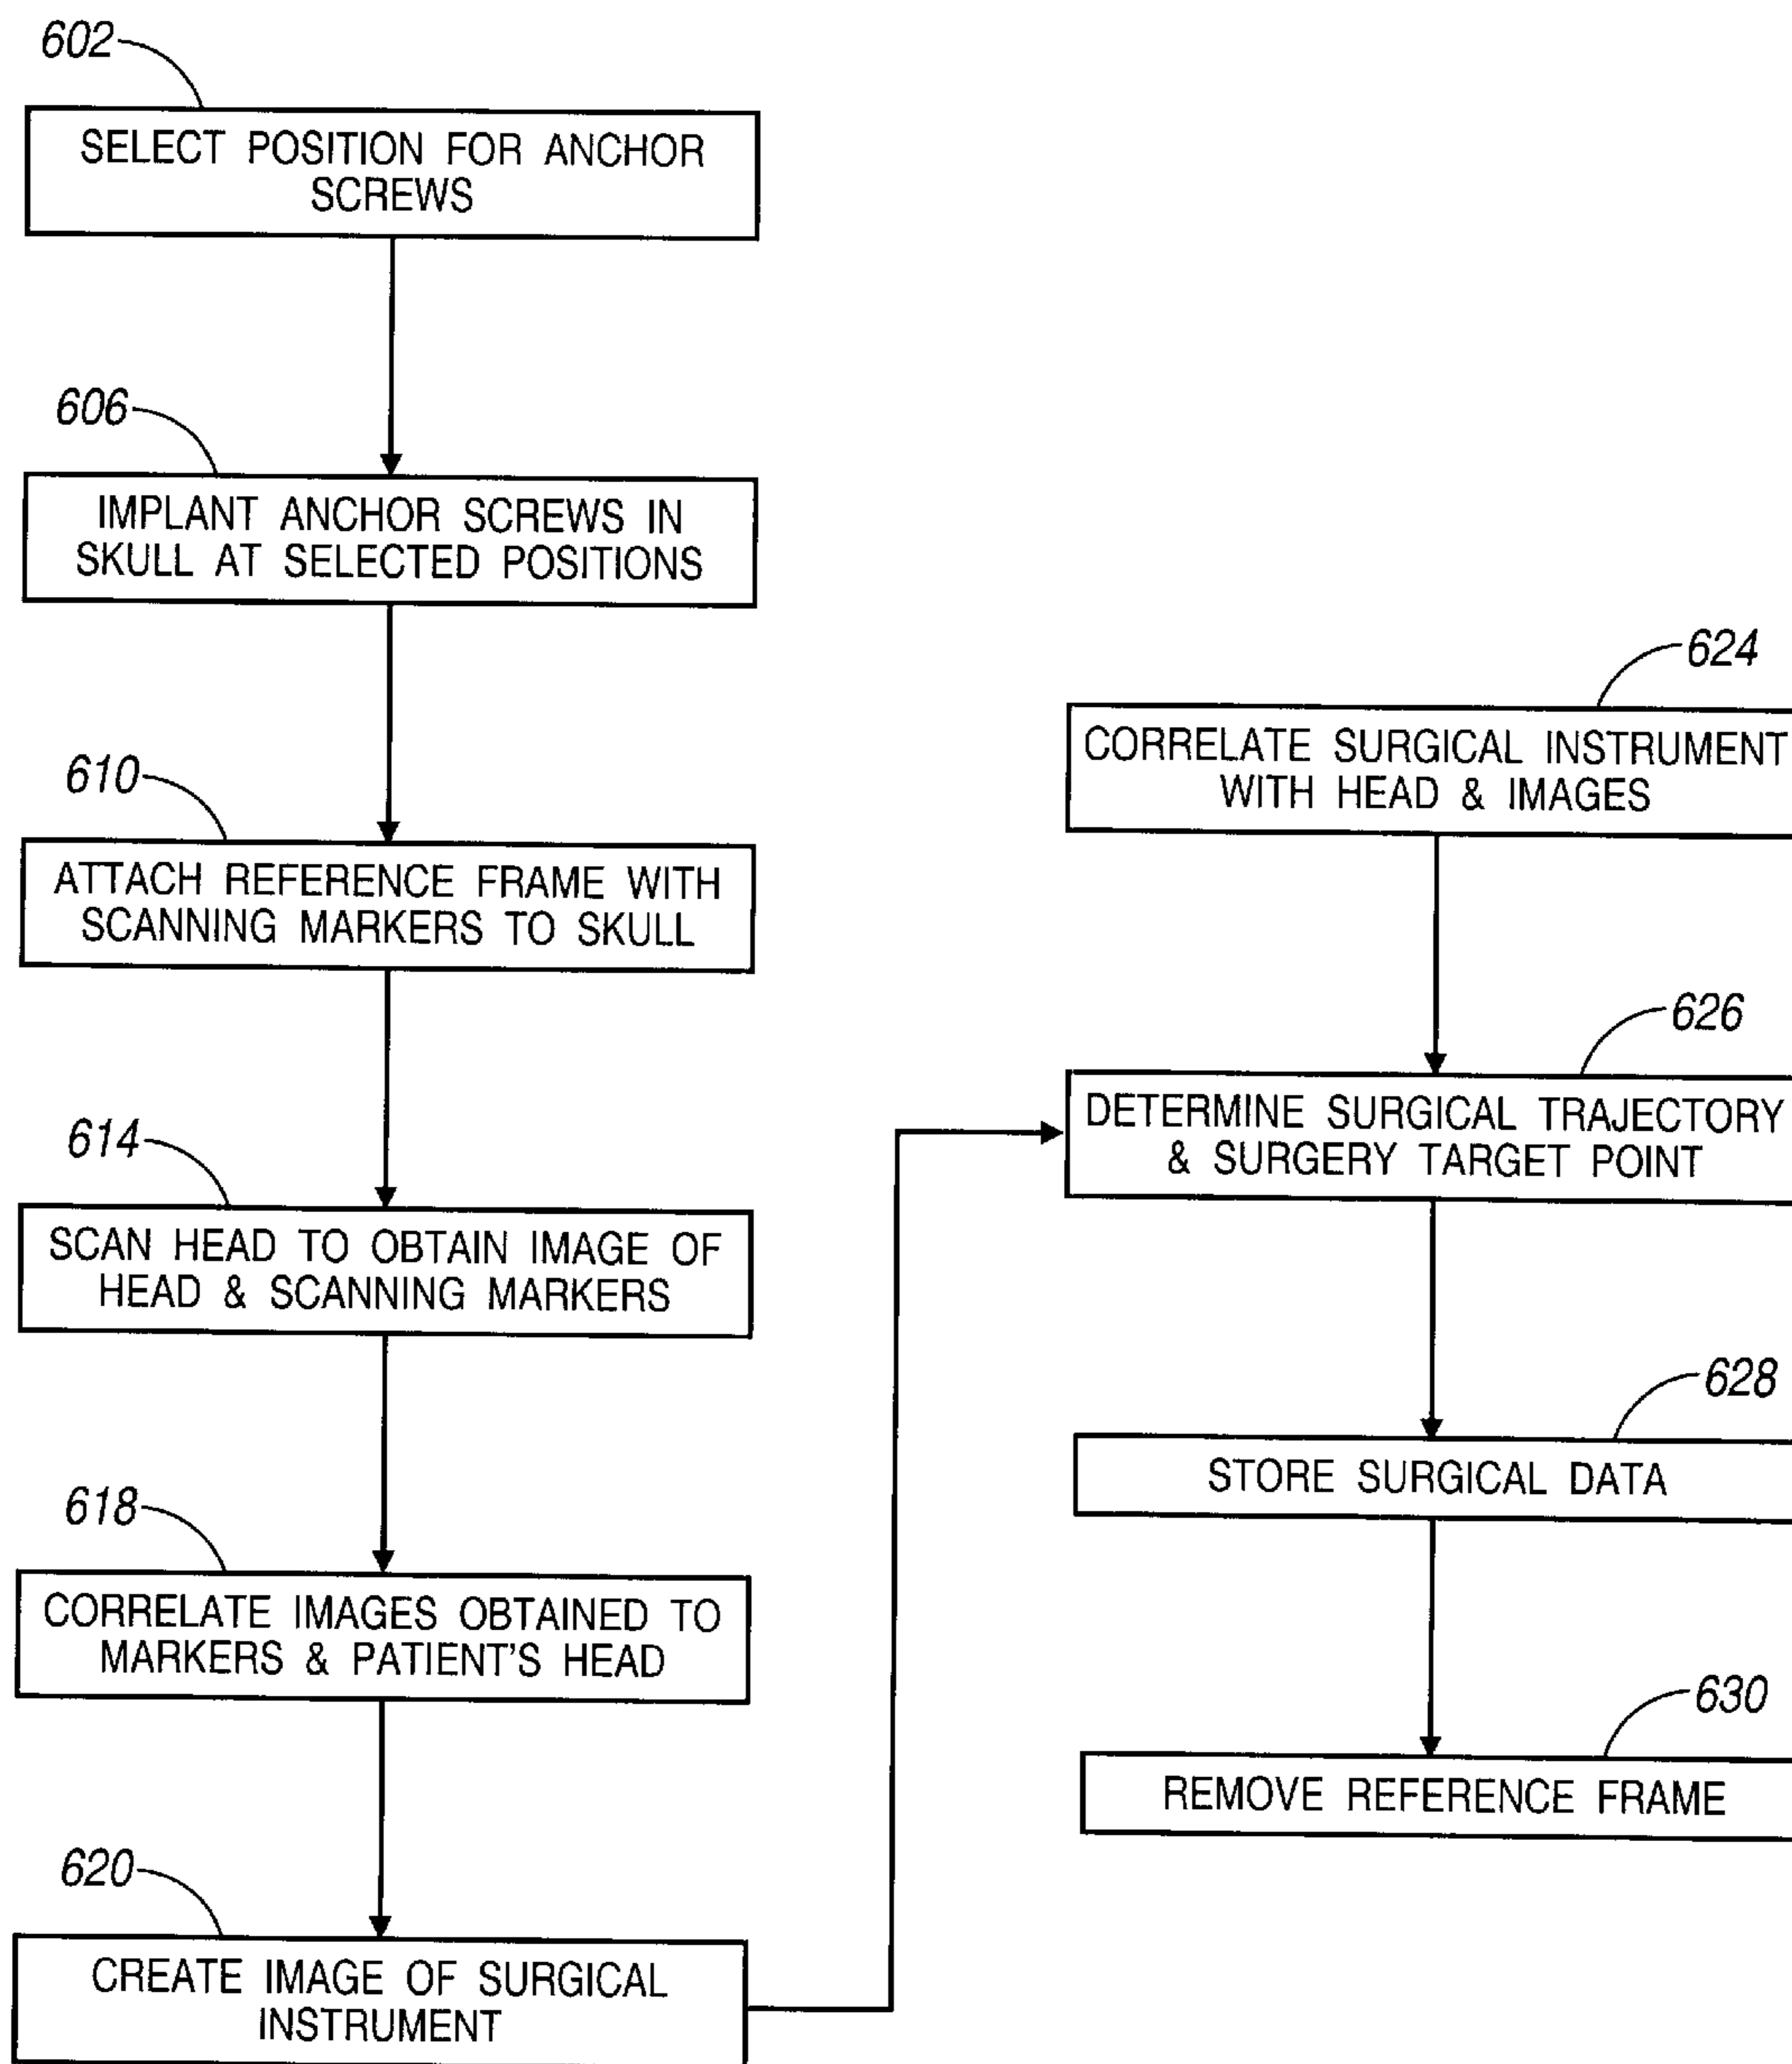 602
SELECT POSITION FOR ANCHOR
SCREWS
606
IMPLANT ANCHOR SCREWS IN
SKULL AT SELECTED POSITIONS
610
ATTACH REFERENCE FRAME WITH
SCANNING MARKERS TO SKULL
614
SCAN HEAD TO OBTAIN IMAGE OF
HEAD & SCANNING MARKERS
618
CORRELATE IMAGES OBTAINED TO
MARKERS & PATIENT'S HEAD
620
CREATE IMAGE OF SURGICAL
INSTRUMENT
624
CORRELATE SURGICAL INSTRUMENT
WITH HEAD & IMAGES
626
DETERMINE SURGICAL TRAJECTORY
& SURGERY TARGET POINT
628
STORE SURGICAL DATA
630
REMOVE REFERENCE FRAME